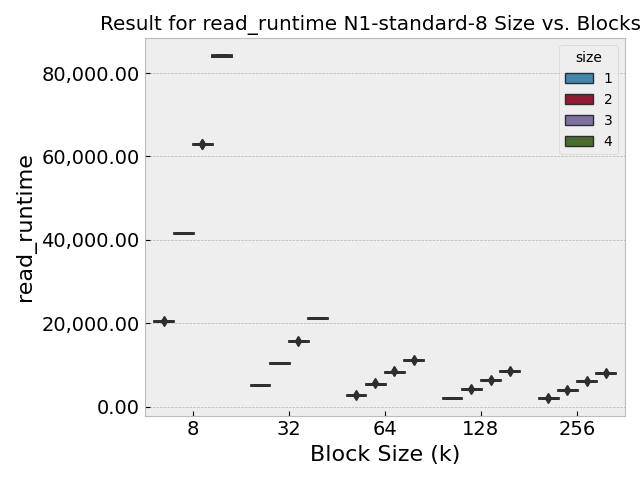 Result for read_runtime N1-standard-8 Size vs. Blocks
size
1
2
3
4
80,000.00
60,000.00
40,000.00
20,000.00
0.00
read_runtime
8 32 64 128 256
Block Size (k)